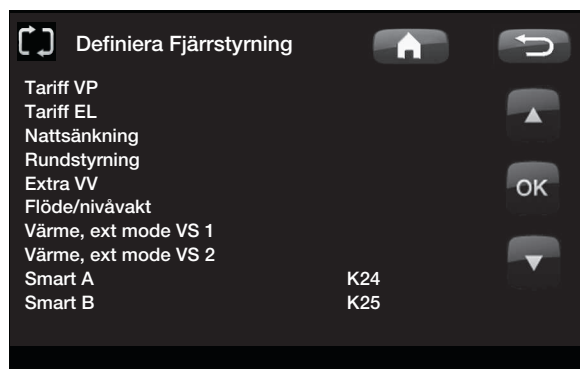 Definiera Fjärrstyrning
Tariff VP
Tariff EL
Nattsänkning
Rundstyrning
Extra VV
Flöde/nivåvakt
Värme, ext mode VS 1
Värme, ext mode VS 2
Smart A K24
Smart B K25
OK